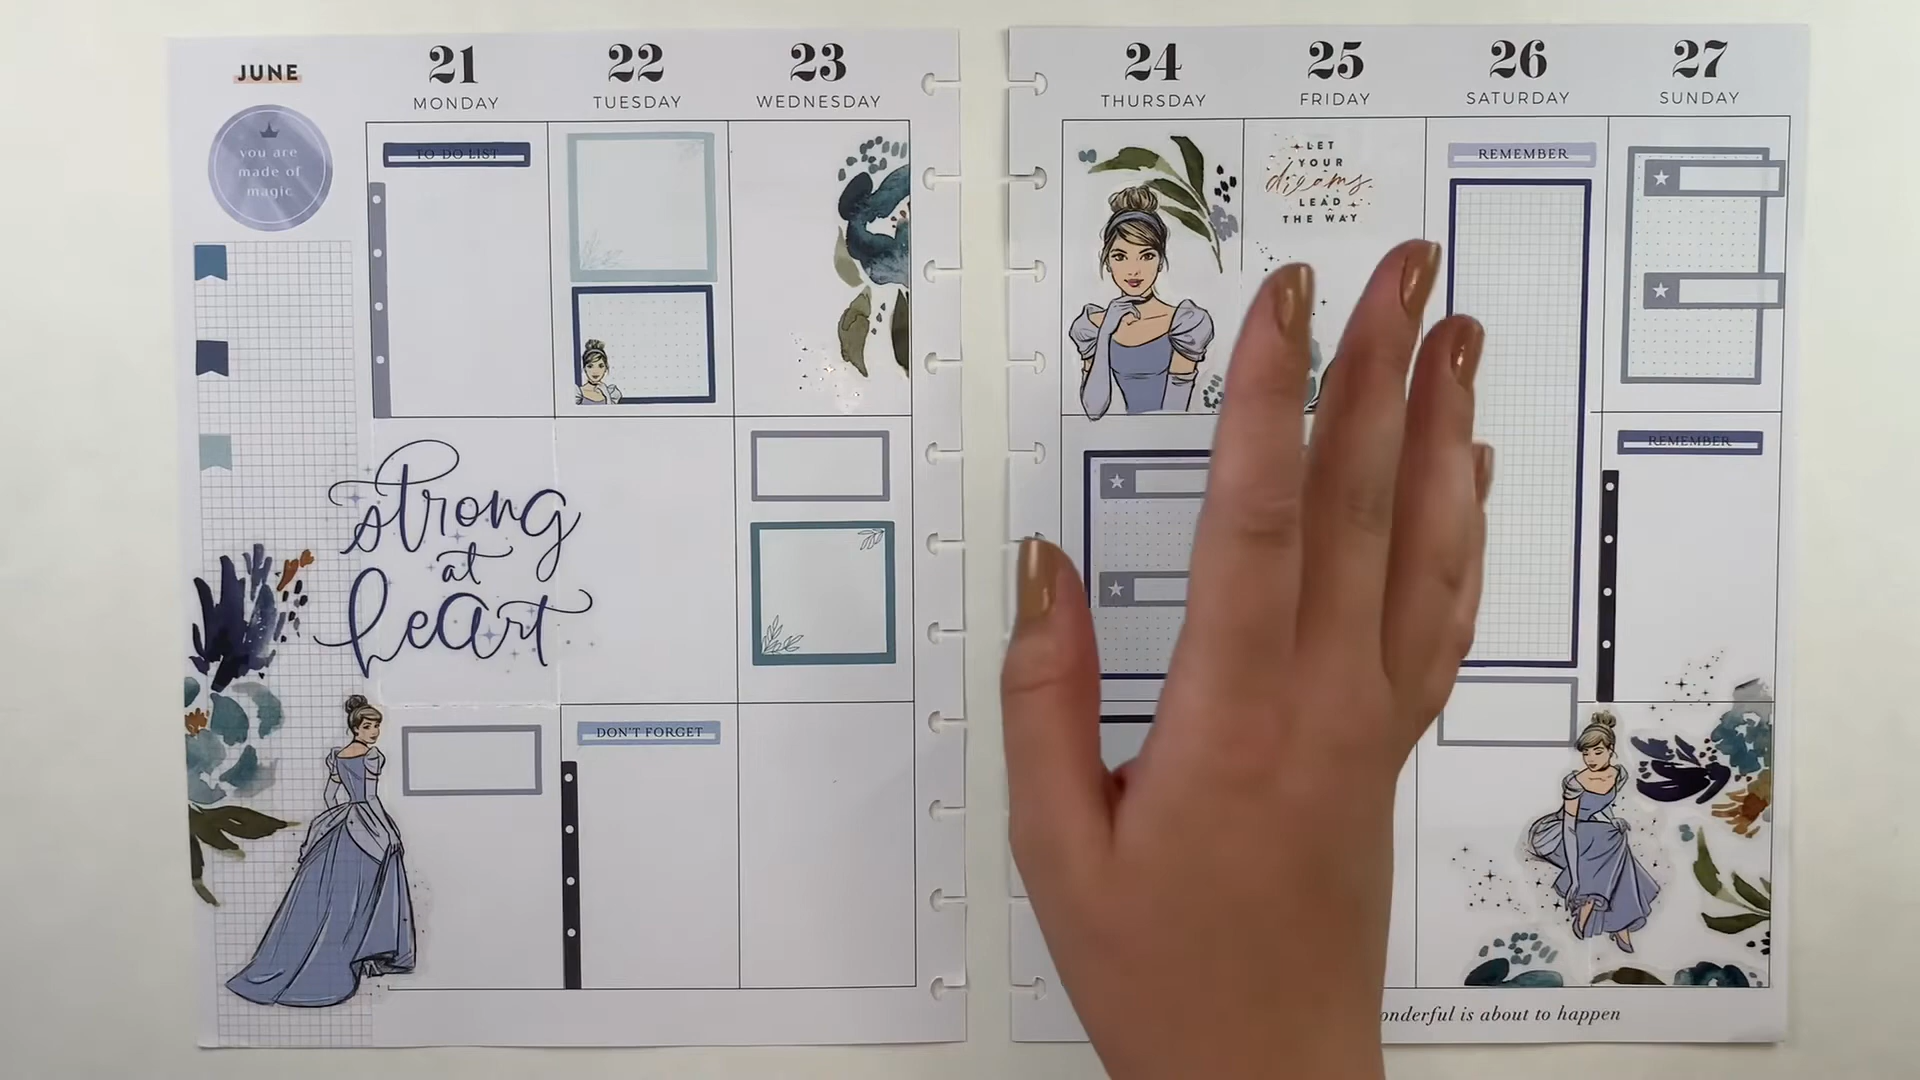 JUNE
21
MONDAY
22
TUESDAY
23
WEDNESDAY
24
THURSDAY
25
FRIDAY
26
SATURDAY
27
SUNDAY
you are
made of
magic
TO DO LIST
strong
at
heart
DON'T FORGET
LET
YOUR
dreams
LEAD
THE WAY
REMEMBER
REMEMBER
is about to happen